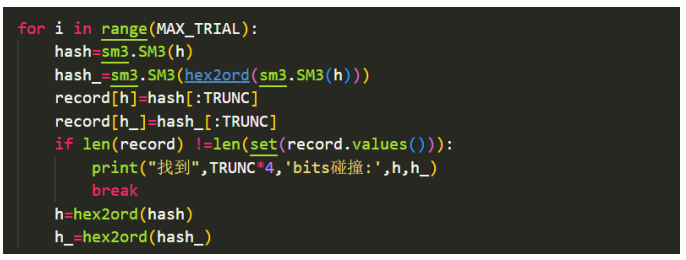 for i in range(MAX_TRIAL):
    hash=sm3.SM3(h)
    hash_=sm3.SM3(hex2ord(sm3.SM3(h)))
    record[h]=hash[:TRUNC]
    record[h_]=hash_[:TRUNC]
    if len(record) !=len(set(record.values())):
        print("找到",TRUNC*4,'bits碰撞:',h,h_)
        break
    h=hex2ord(hash)
    h_=hex2ord(hash_)